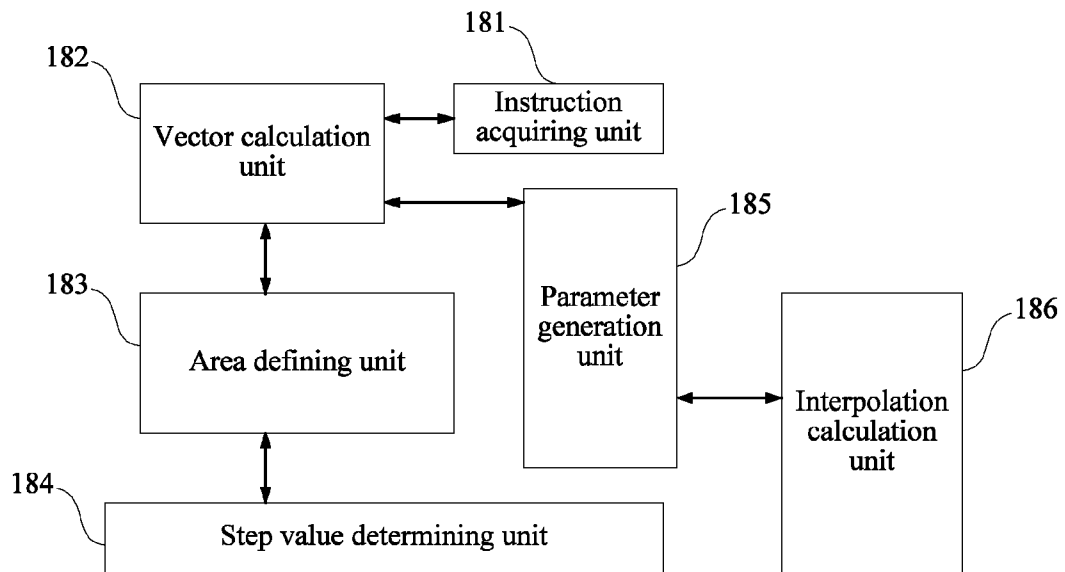 181
182
Instruction
acquiring unit
Vector calculation
unit
185
183
Parameter
generation
unit
186
Area defining unit
Interpolation
calculation
unit
184
Step value determining unit